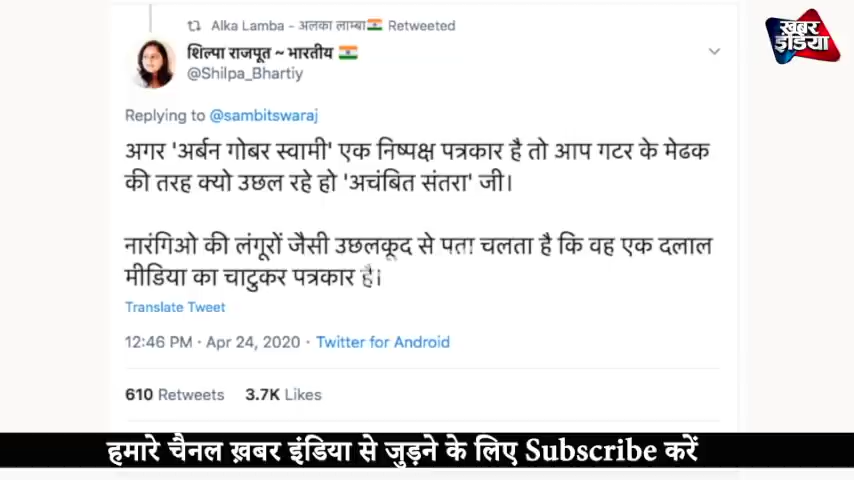 Alka Lamba - अलका लाम्बा Retweeted
ख़बर
इंडिया
शिल्पा राजपूत ~ भारतीय
@Shilpa_Bhartiy
Replying to @sambitswaraj
अगर 'अर्बन गोबर स्वामी' एक निष्पक्ष पत्रकार है तो आप गटर के मेढक
की तरह क्यो उछल रहे हो 'अचंबित संतरा' जी।
नारंगिओ की लंगूरों जैसी उछलकूद से पता चलता है कि वह एक दलाल
मीडिया का चाटुकर पत्रकार है।
Translate Tweet
12:46 PM · Apr 24, 2020 · Twitter for Android
610 Retweets 3.7K Likes
हमारे चैनल ख़बर इंडिया से जुड़ने के लिए Subscribe करें